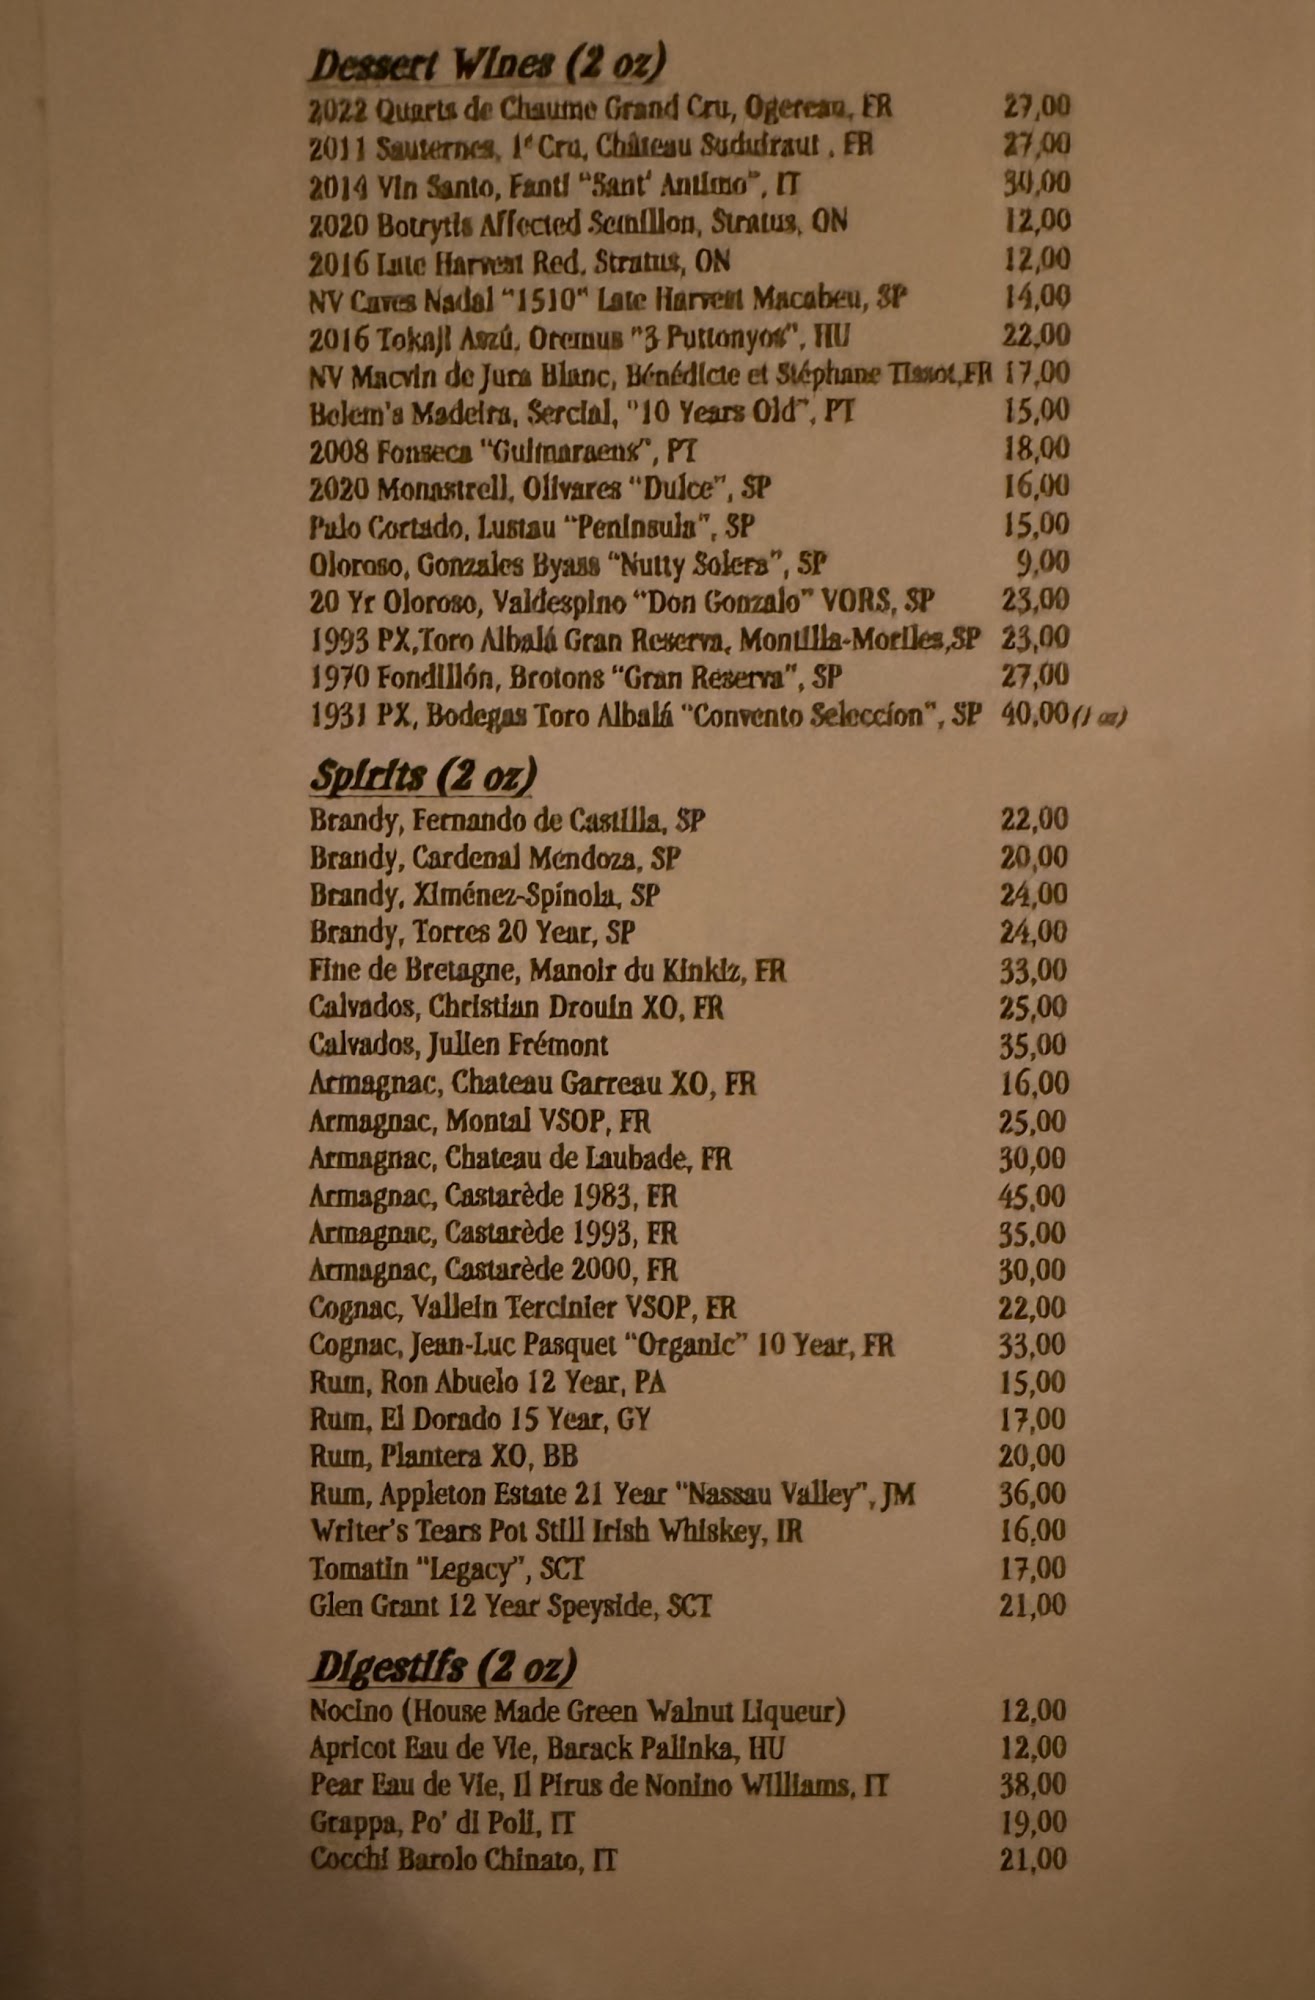 Dessert Wines (2 oz)
2022 Quarts de Chaume Grand Cru, Ogereau, FR 27,00
2011 Sauternes, 1e Cru, Château Suduiraut , FR 27,00
2014 Vin Santo, Fanti “Sant' Antimo”, IT 30,00
2020 Botrytis Affected Semillon, Stratus, ON 12,00
2016 Late Harvest Red, Stratus, ON 12,00
NV Caves Nadal “1510” Late Harvest Macabeu, SP 14,00
2016 Tokaji Aszú, Oremus "3 Puttonyos", HU 22,00
NV Macvin de Jura Blanc, Bénédicte et Stéphane Tissot,FR 17,00
Belem's Madeira, Sercial, "10 Years Old", PT 15,00
2008 Fonseca "Guimaraens", PT 18,00
2020 Monastrell, Olivares “Dulce”, SP 16,00
Palo Cortado, Lustau “Peninsula”, SP 15,00
Oloroso, Gonzales Byass “Nutty Solera”, SP 9,00
20 Yr Oloroso, Valdespino “Don Gonzalo” VORS, SP 23,00
1993 PX,Toro Albalá Gran Reserva, Montilla-Moriles,SP 23,00
1970 Fondillón, Brotons “Gran Reserva”, SP 27,00
1931 PX, Bodegas Toro Albalá “Convento Seleccíon”, SP 40,00 (1 oz)
Spirits (2 oz)
Brandy, Fernando de Castilla, SP 22,00
Brandy, Cardenal Mendoza, SP 20,00
Brandy, Ximénez-Spínola, SP 24,00
Brandy, Torres 20 Year, SP 24,00
Fine de Bretagne, Manoir du Kinkiz, FR 33,00
Calvados, Christian Drouin XO, FR 25,00
Calvados, Julien Frémont 35,00
Armagnac, Chateau Garreau XO, FR 16,00
Armagnac, Montal VSOP, FR 25,00
Armagnac, Chateau de Laubade, FR 30,00
Armagnac, Castarède 1983, FR 45,00
Armagnac, Castarède 1993, FR 35,00
Armagnac, Castarède 2000, FR 30,00
Cognac, Vallein Tercinier VSOP, FR 22,00
Cognac, Jean-Luc Pasquet “Organic” 10 Year, FR 33,00
Rum, Ron Abuelo 12 Year, PA 15,00
Rum, El Dorado 15 Year, GY 17,00
Rum, Plantera XO, BB 20,00
Rum, Appleton Estate 21 Year "Nassau Valley", JM 36,00
Writer's Tears Pot Still Irish Whiskey, IR 16,00
Tomatin “Legacy”, SCT 17,00
Glen Grant 12 Year Speyside, SCT 21,00
Digestifs (2 oz)
Nocino (House Made Green Walnut Liqueur) 12,00
Apricot Eau de Vie, Barack Palinka, HU 12,00
Pear Eau de Vie, Il Pirus de Nonino Williams, IT 38,00
Grappa, Po' di Poli, IT 19,00
Cocchi Barolo Chinato, IT 21,00